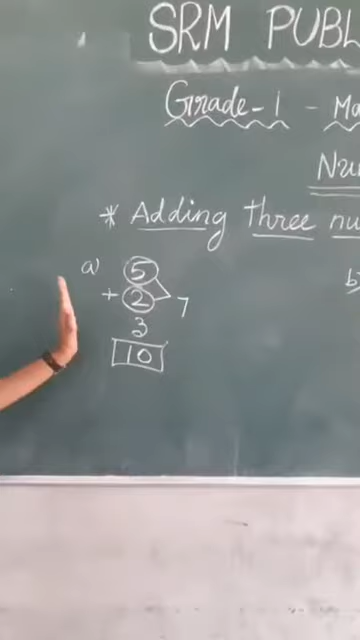 SRM PUBL
Grade-1 - Ma
Nu
* Adding three nu
a) 5
+ 2 7
3
10
b)